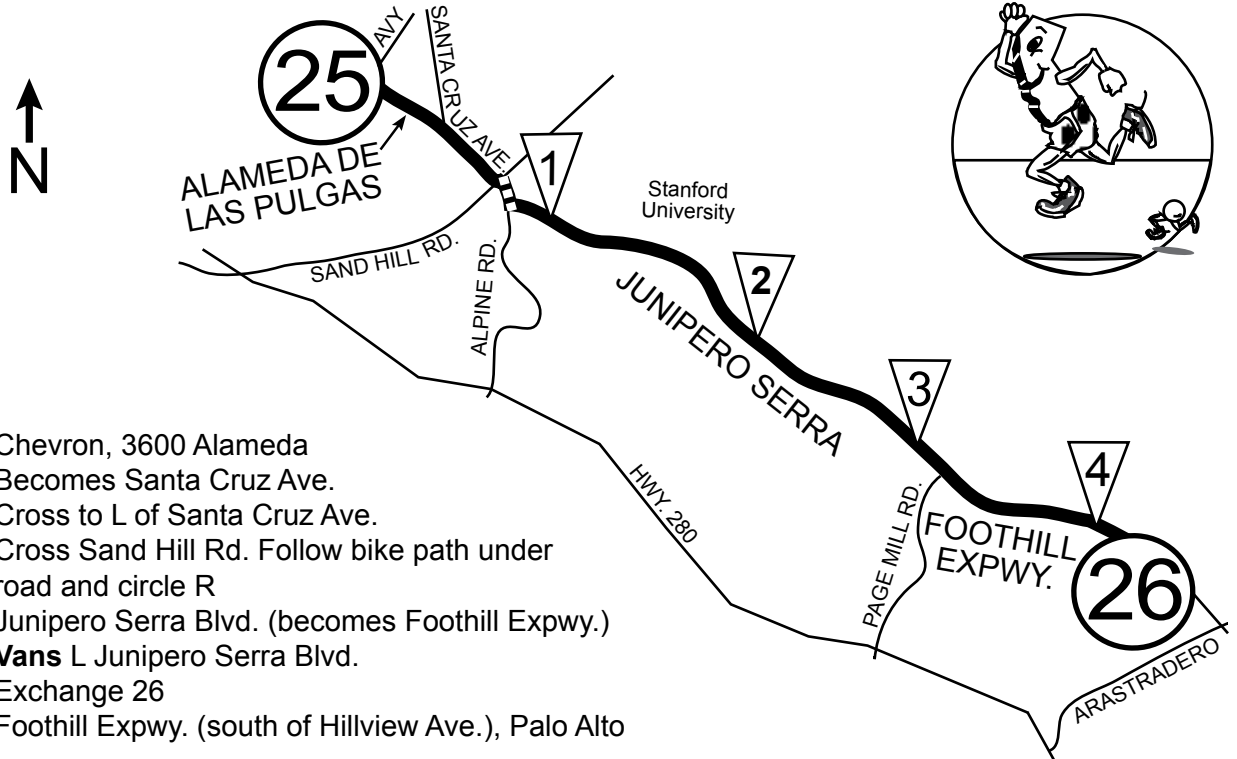 25
AVY
SANTA CRUZ AVE.
N
ALAMEDA DE
LAS PULGAS
1
Stanford
University
SAND HILL RD.
ALPINE RD.
2
JUNIPERO SERRA
3
4
HWY. 280
PAGE MILL RD.
FOOTHILL
EXPWY.
26
ARASTRADERO
Chevron, 3600 Alameda
Becomes Santa Cruz Ave.
Cross to L of Santa Cruz Ave.
Cross Sand Hill Rd. Follow bike path under
road and circle R
Junipero Serra Blvd. (becomes Foothill Expwy.)
Vans L Junipero Serra Blvd.
Exchange 26
Foothill Expwy. (south of Hillview Ave.), Palo Alto